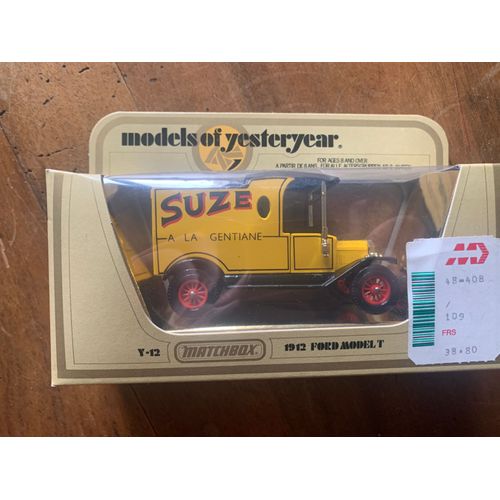 models of yesteryear®
FOR AGES 8 AND OVER
SUZE
A LA GENTIANE
Y-12 MATCHBOX 1912 FORD MODEL T
48-408
/
109
FRS
38.80